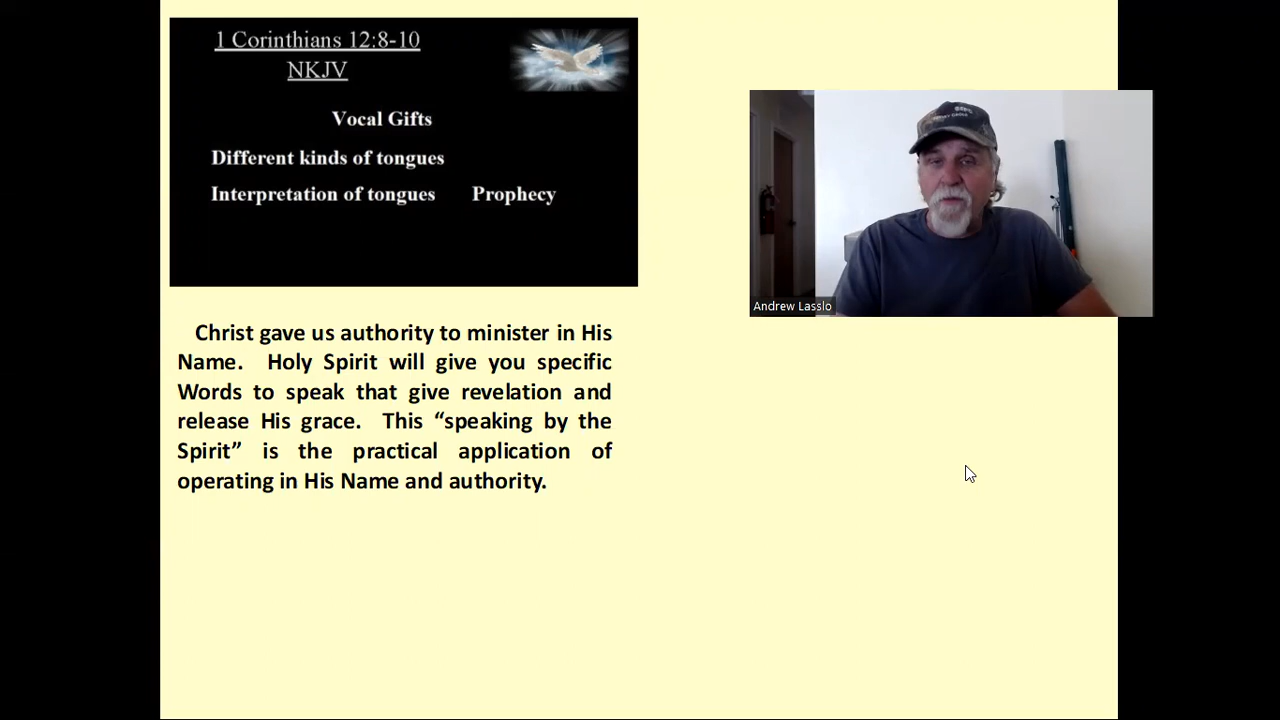 1 Corinthians 12:8-10
NKJV
Vocal Gifts
Different kinds of tongues
Interpretation of tongues Prophecy
Christ gave us authority to minister in His
Name. Holy Spirit will give you specific
Words to speak that give revelation and
release His grace. This “speaking by the
Spirit” is the practical application of
operating in His Name and authority.
Andrew Lasslo